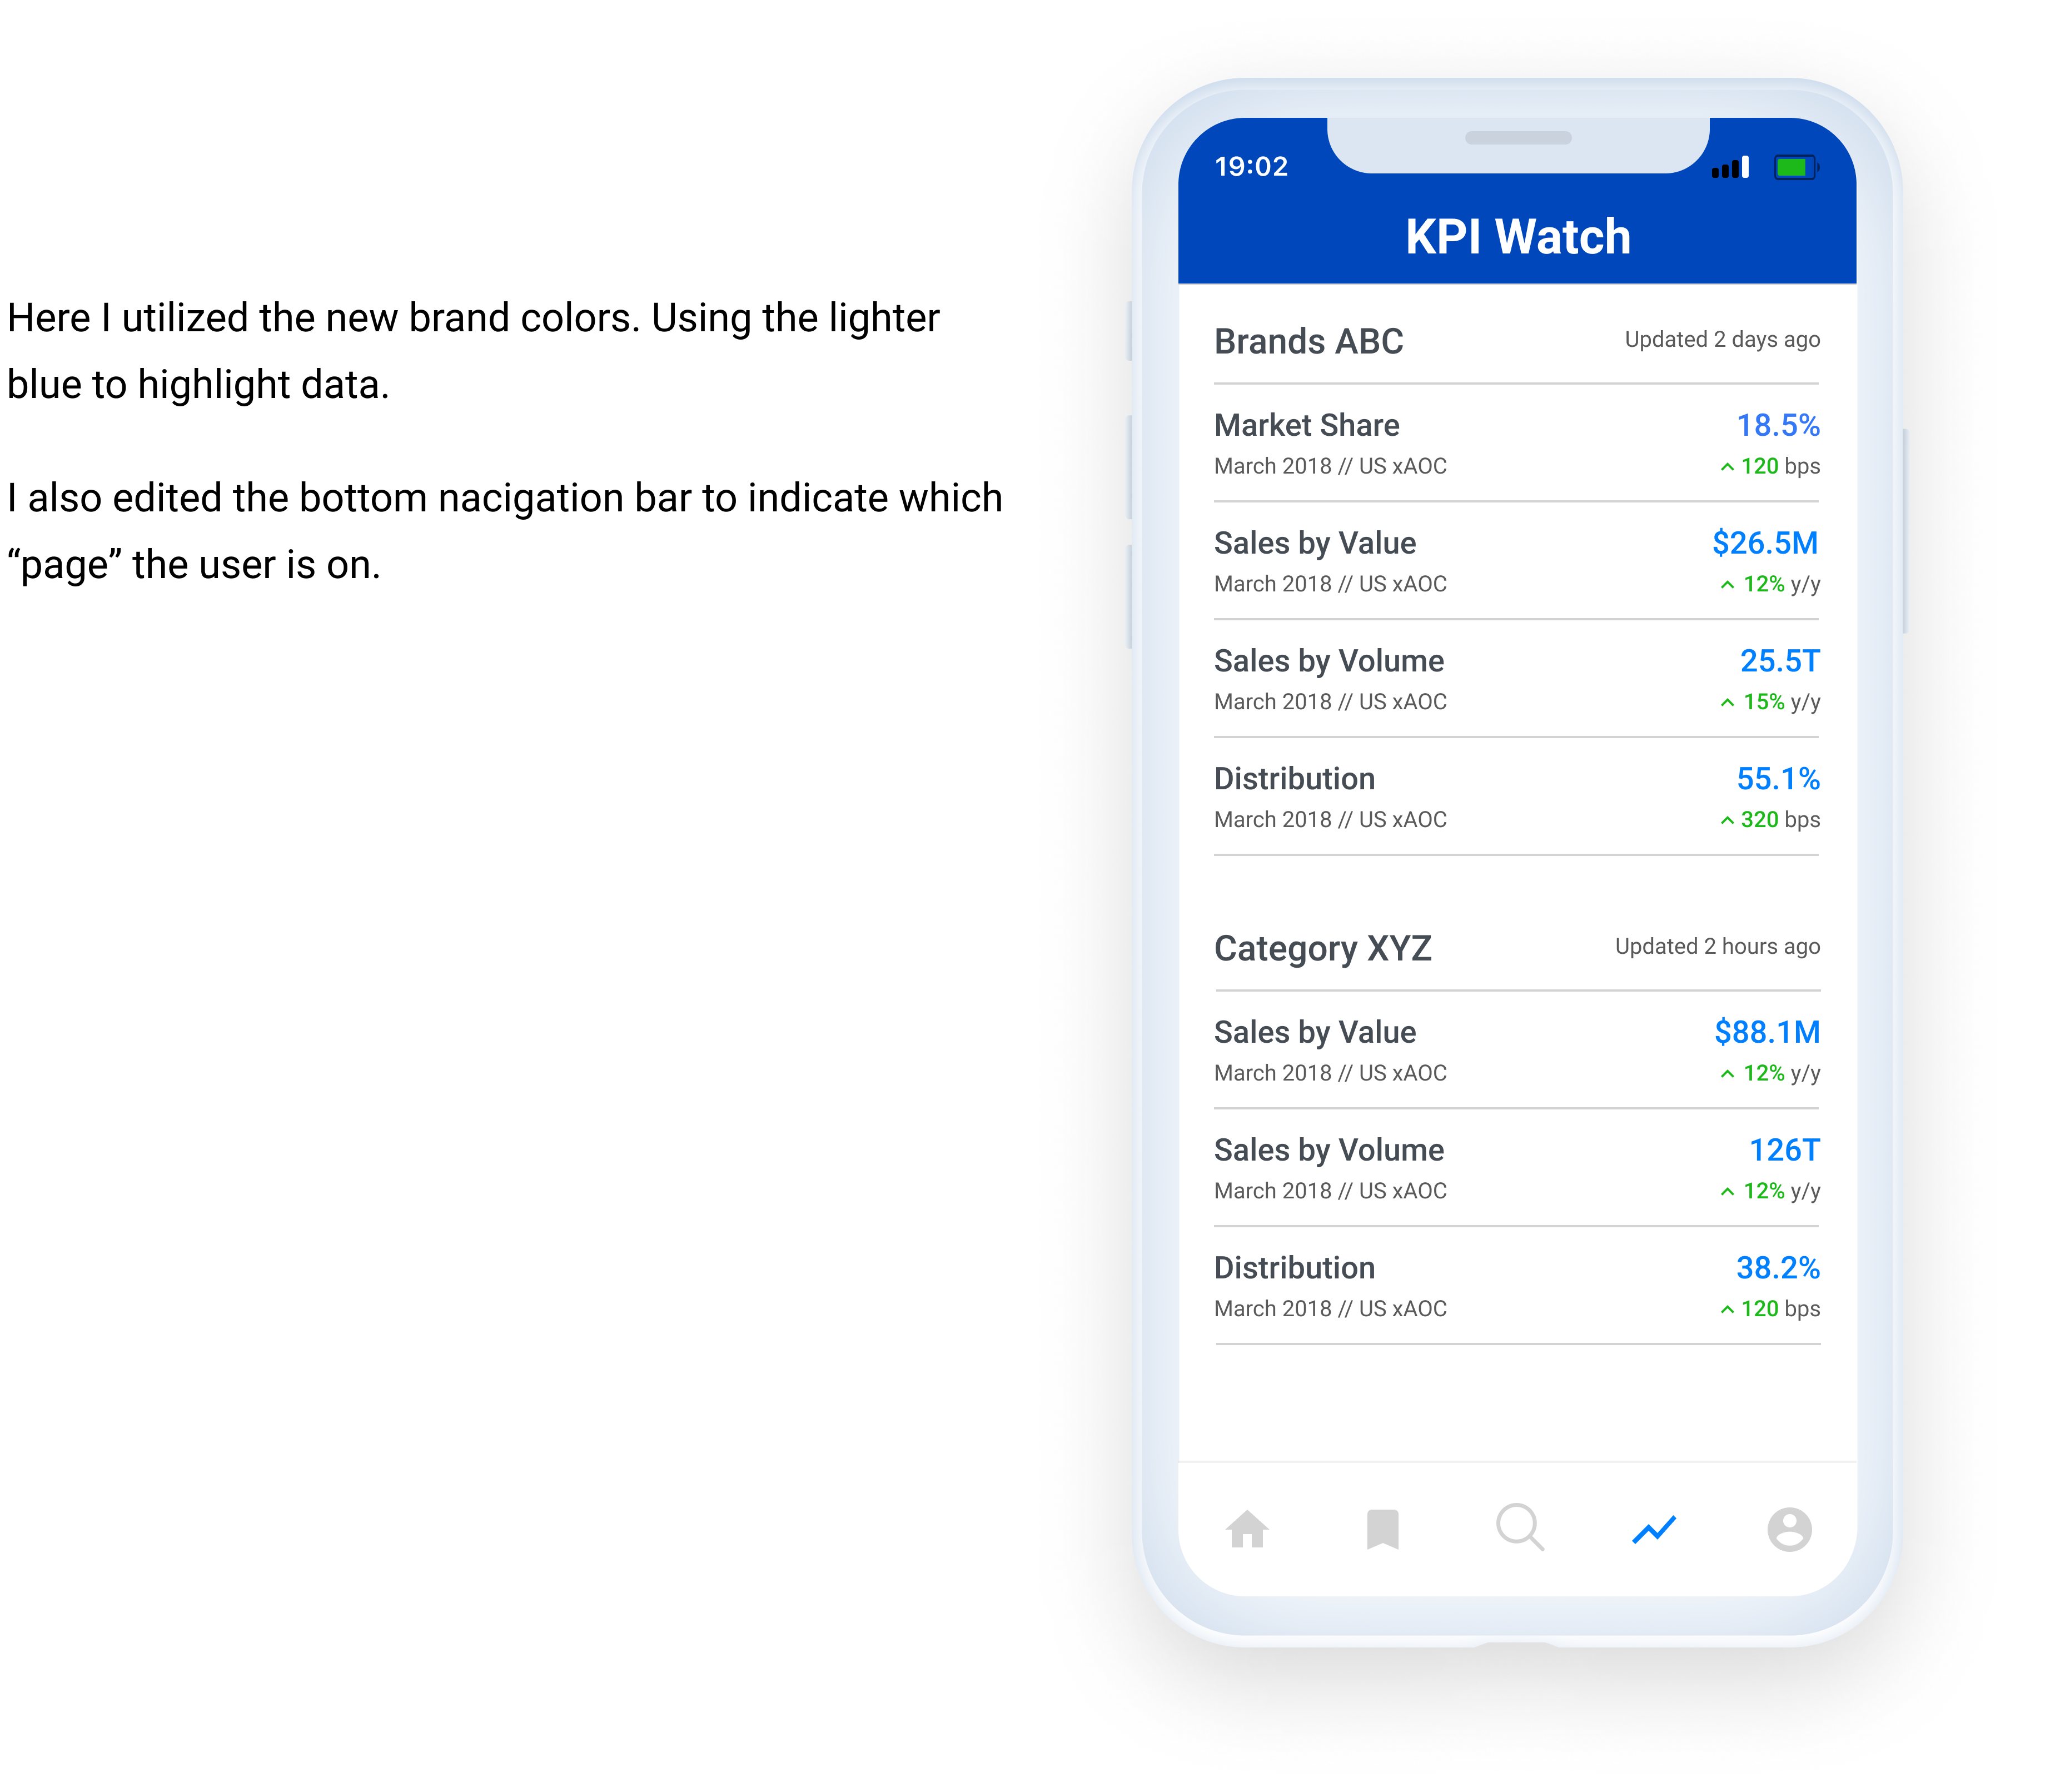 Here I utilized the new brand colors. Using the lighter
blue to highlight data.
I also edited the bottom nacigation bar to indicate which
“page” the user is on.
19:02
KPI Watch
Brands ABC Updated 2 days ago
Market Share 18.5%
March 2018 // US xAOC 120 bps
Sales by Value $26.5M
March 2018 // US xAOC 12% y/y
Sales by Volume 25.5T
March 2018 // US xAOC 15% y/y
Distribution 55.1%
March 2018 // US xAOC 320 bps
Category XYZ Updated 2 hours ago
Sales by Value $88.1M
March 2018 // US xAOC 12% y/y
Sales by Volume 126T
March 2018 // US xAOC 12% y/y
Distribution 38.2%
March 2018 // US xAOC 120 bps